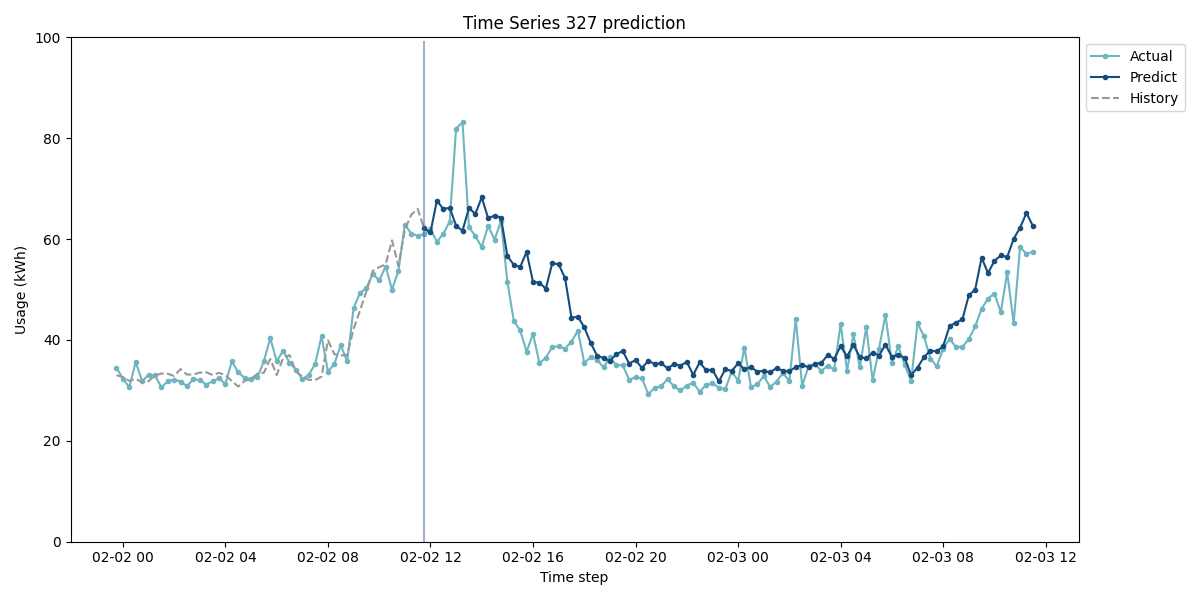 Time Series 327 prediction
100
80
60
40
20
0
Usage (kWh)
02-02 00
02-02 04
02-02 08
02-02 12
02-02 16
02-02 20
02-03 00
02-03 04
02-03 08
02-03 12
Time step
Actual
Predict
History